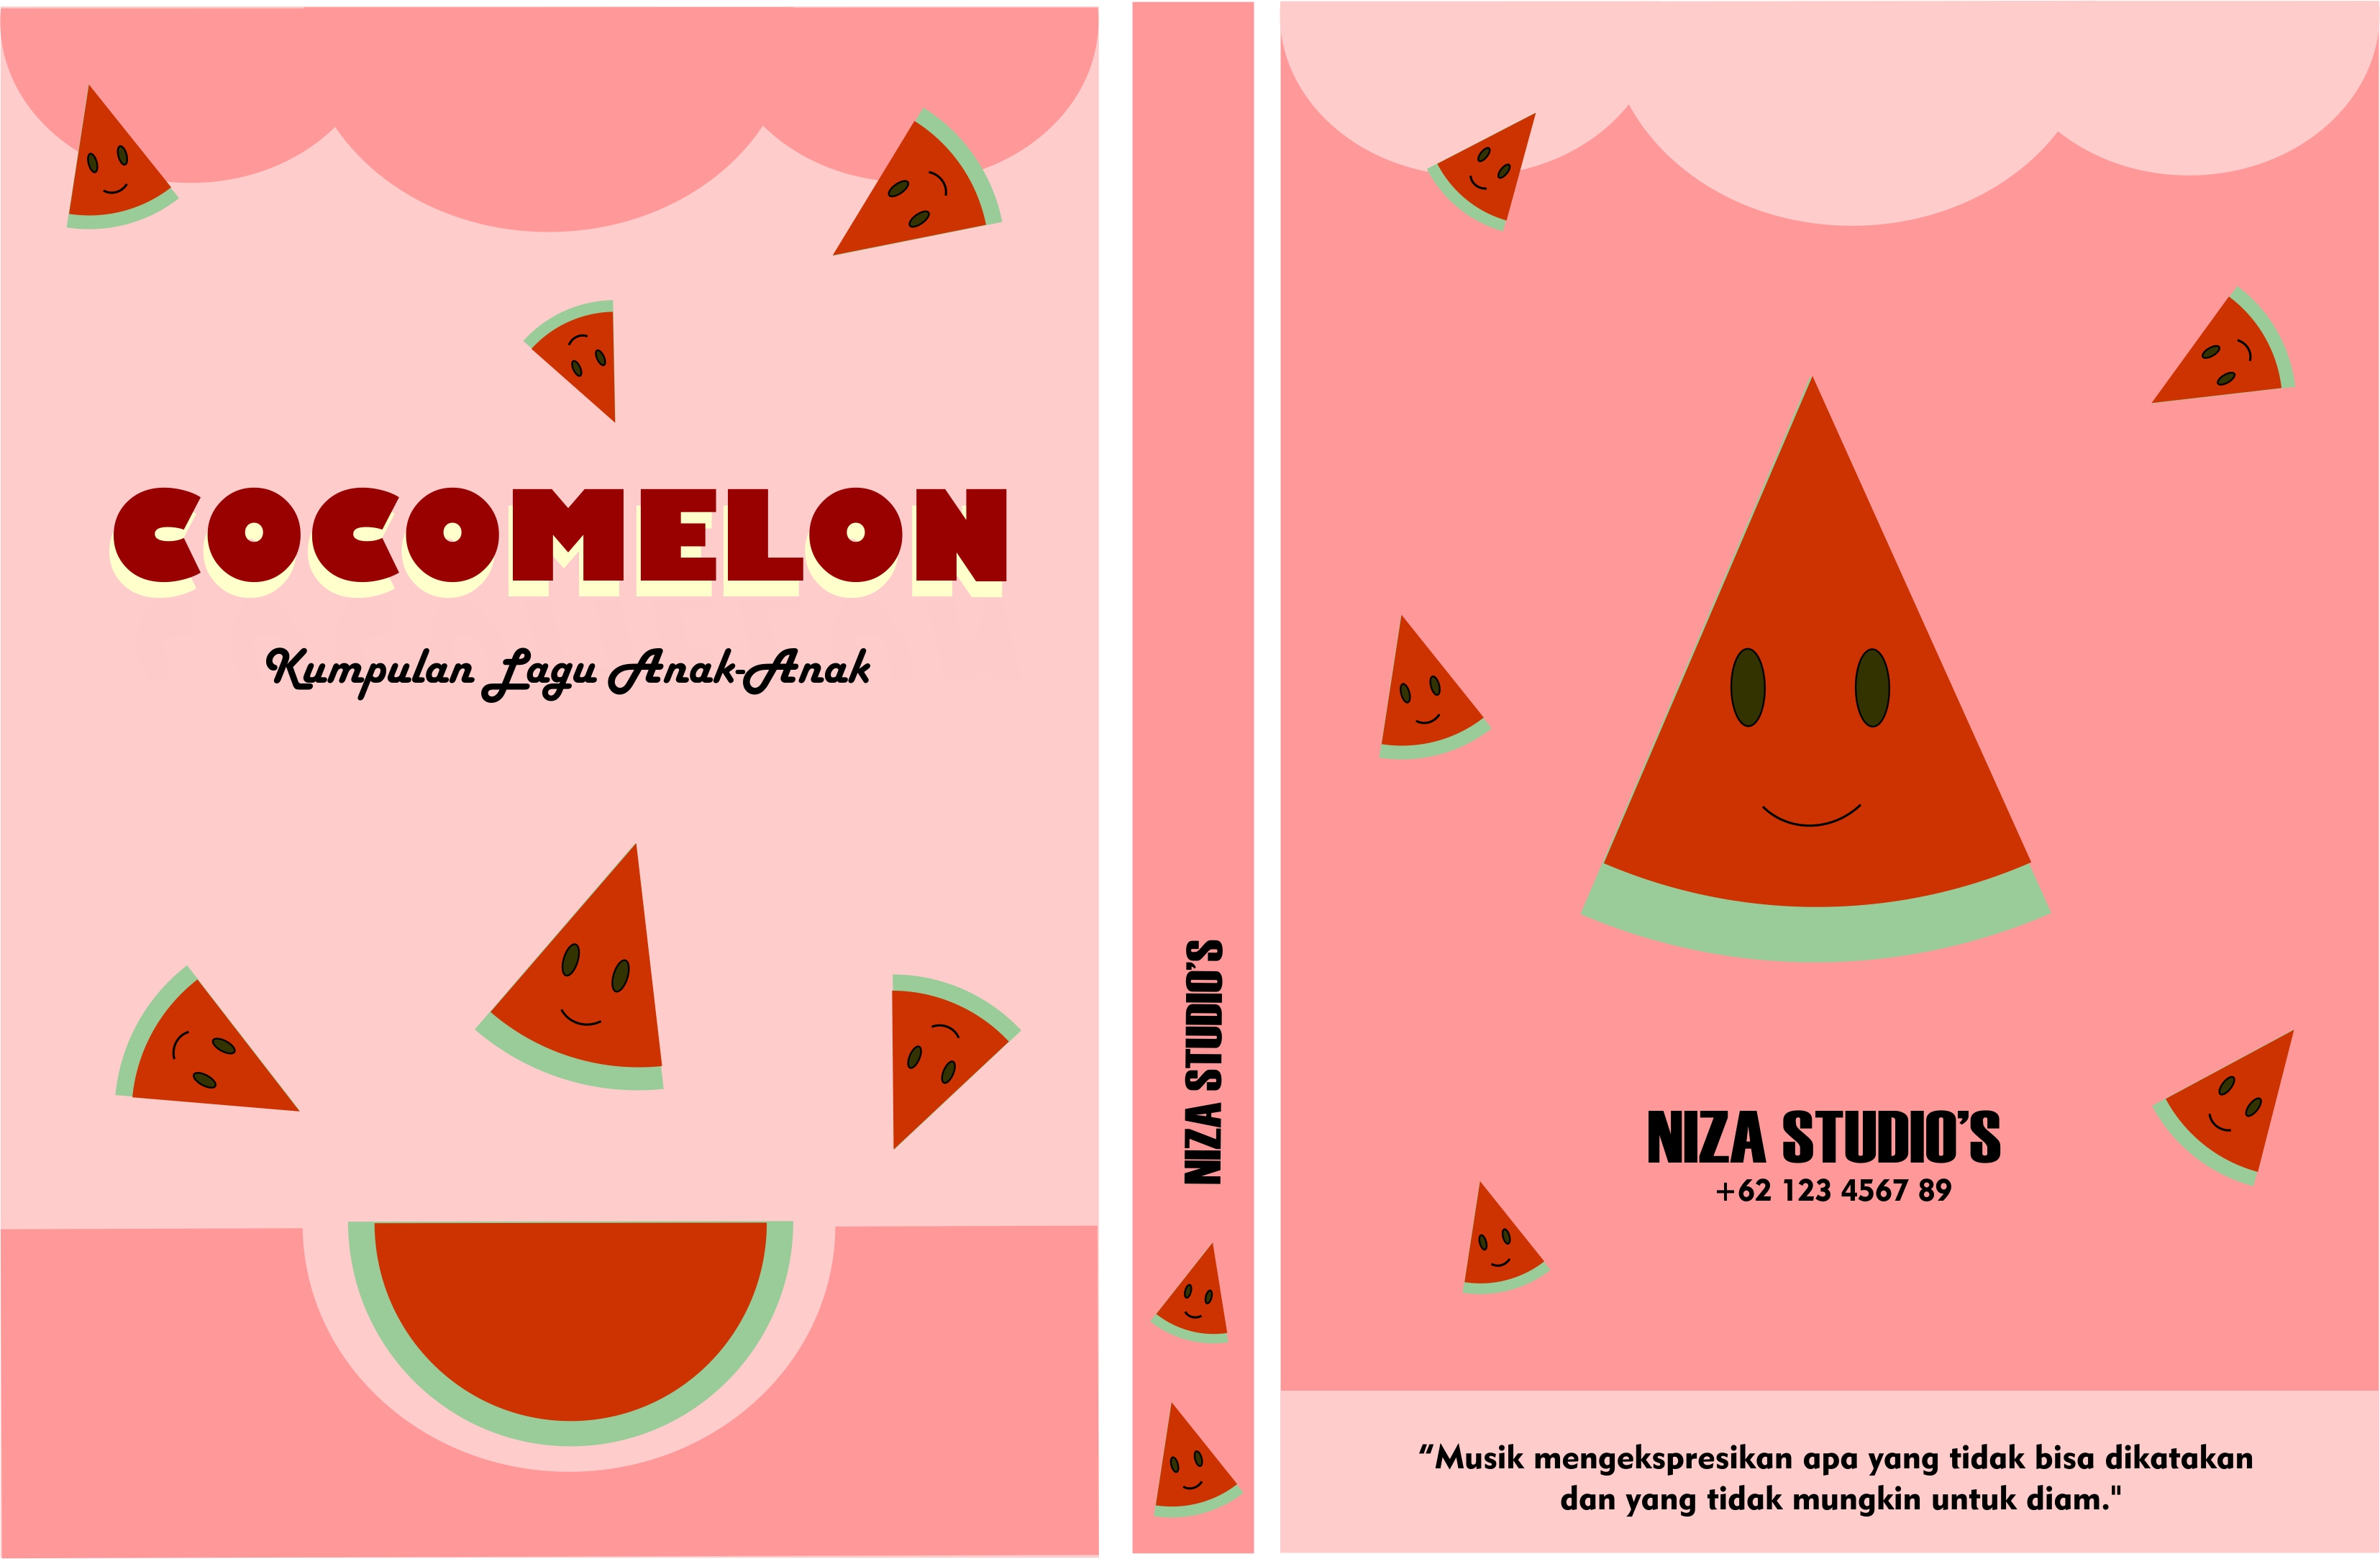 COCOMELON
Kumpulan Lagu Anak-Anak
NIZA STUDIO’S
NIZA STUDIO’S
+62 123 4567 89
“Musik mengekspresikan apa yang tidak bisa dikatakan
dan yang tidak mungkin untuk diam."